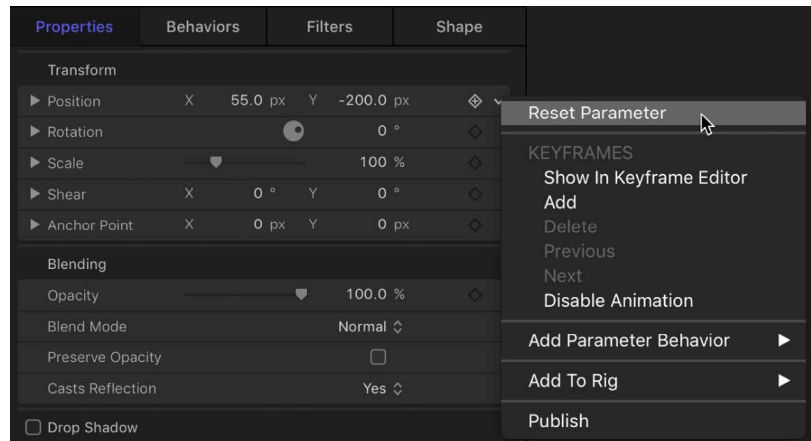 Properties Behaviors Filters Shape
Transform
Position X 55.0 px Y -200.0 px
Rotation 0 °
Scale 100 %
Shear X 0 ° Y 0 °
Anchor Point X 0 px Y 0 px
Blending
Opacity 100.0 %
Blend Mode Normal
Preserve Opacity
Casts Reflection Yes
Drop Shadow
Reset Parameter
KEYFRAMES
Show In Keyframe Editor
Add
Delete
Previous
Next
Disable Animation
Add Parameter Behavior
Add To Rig
Publish